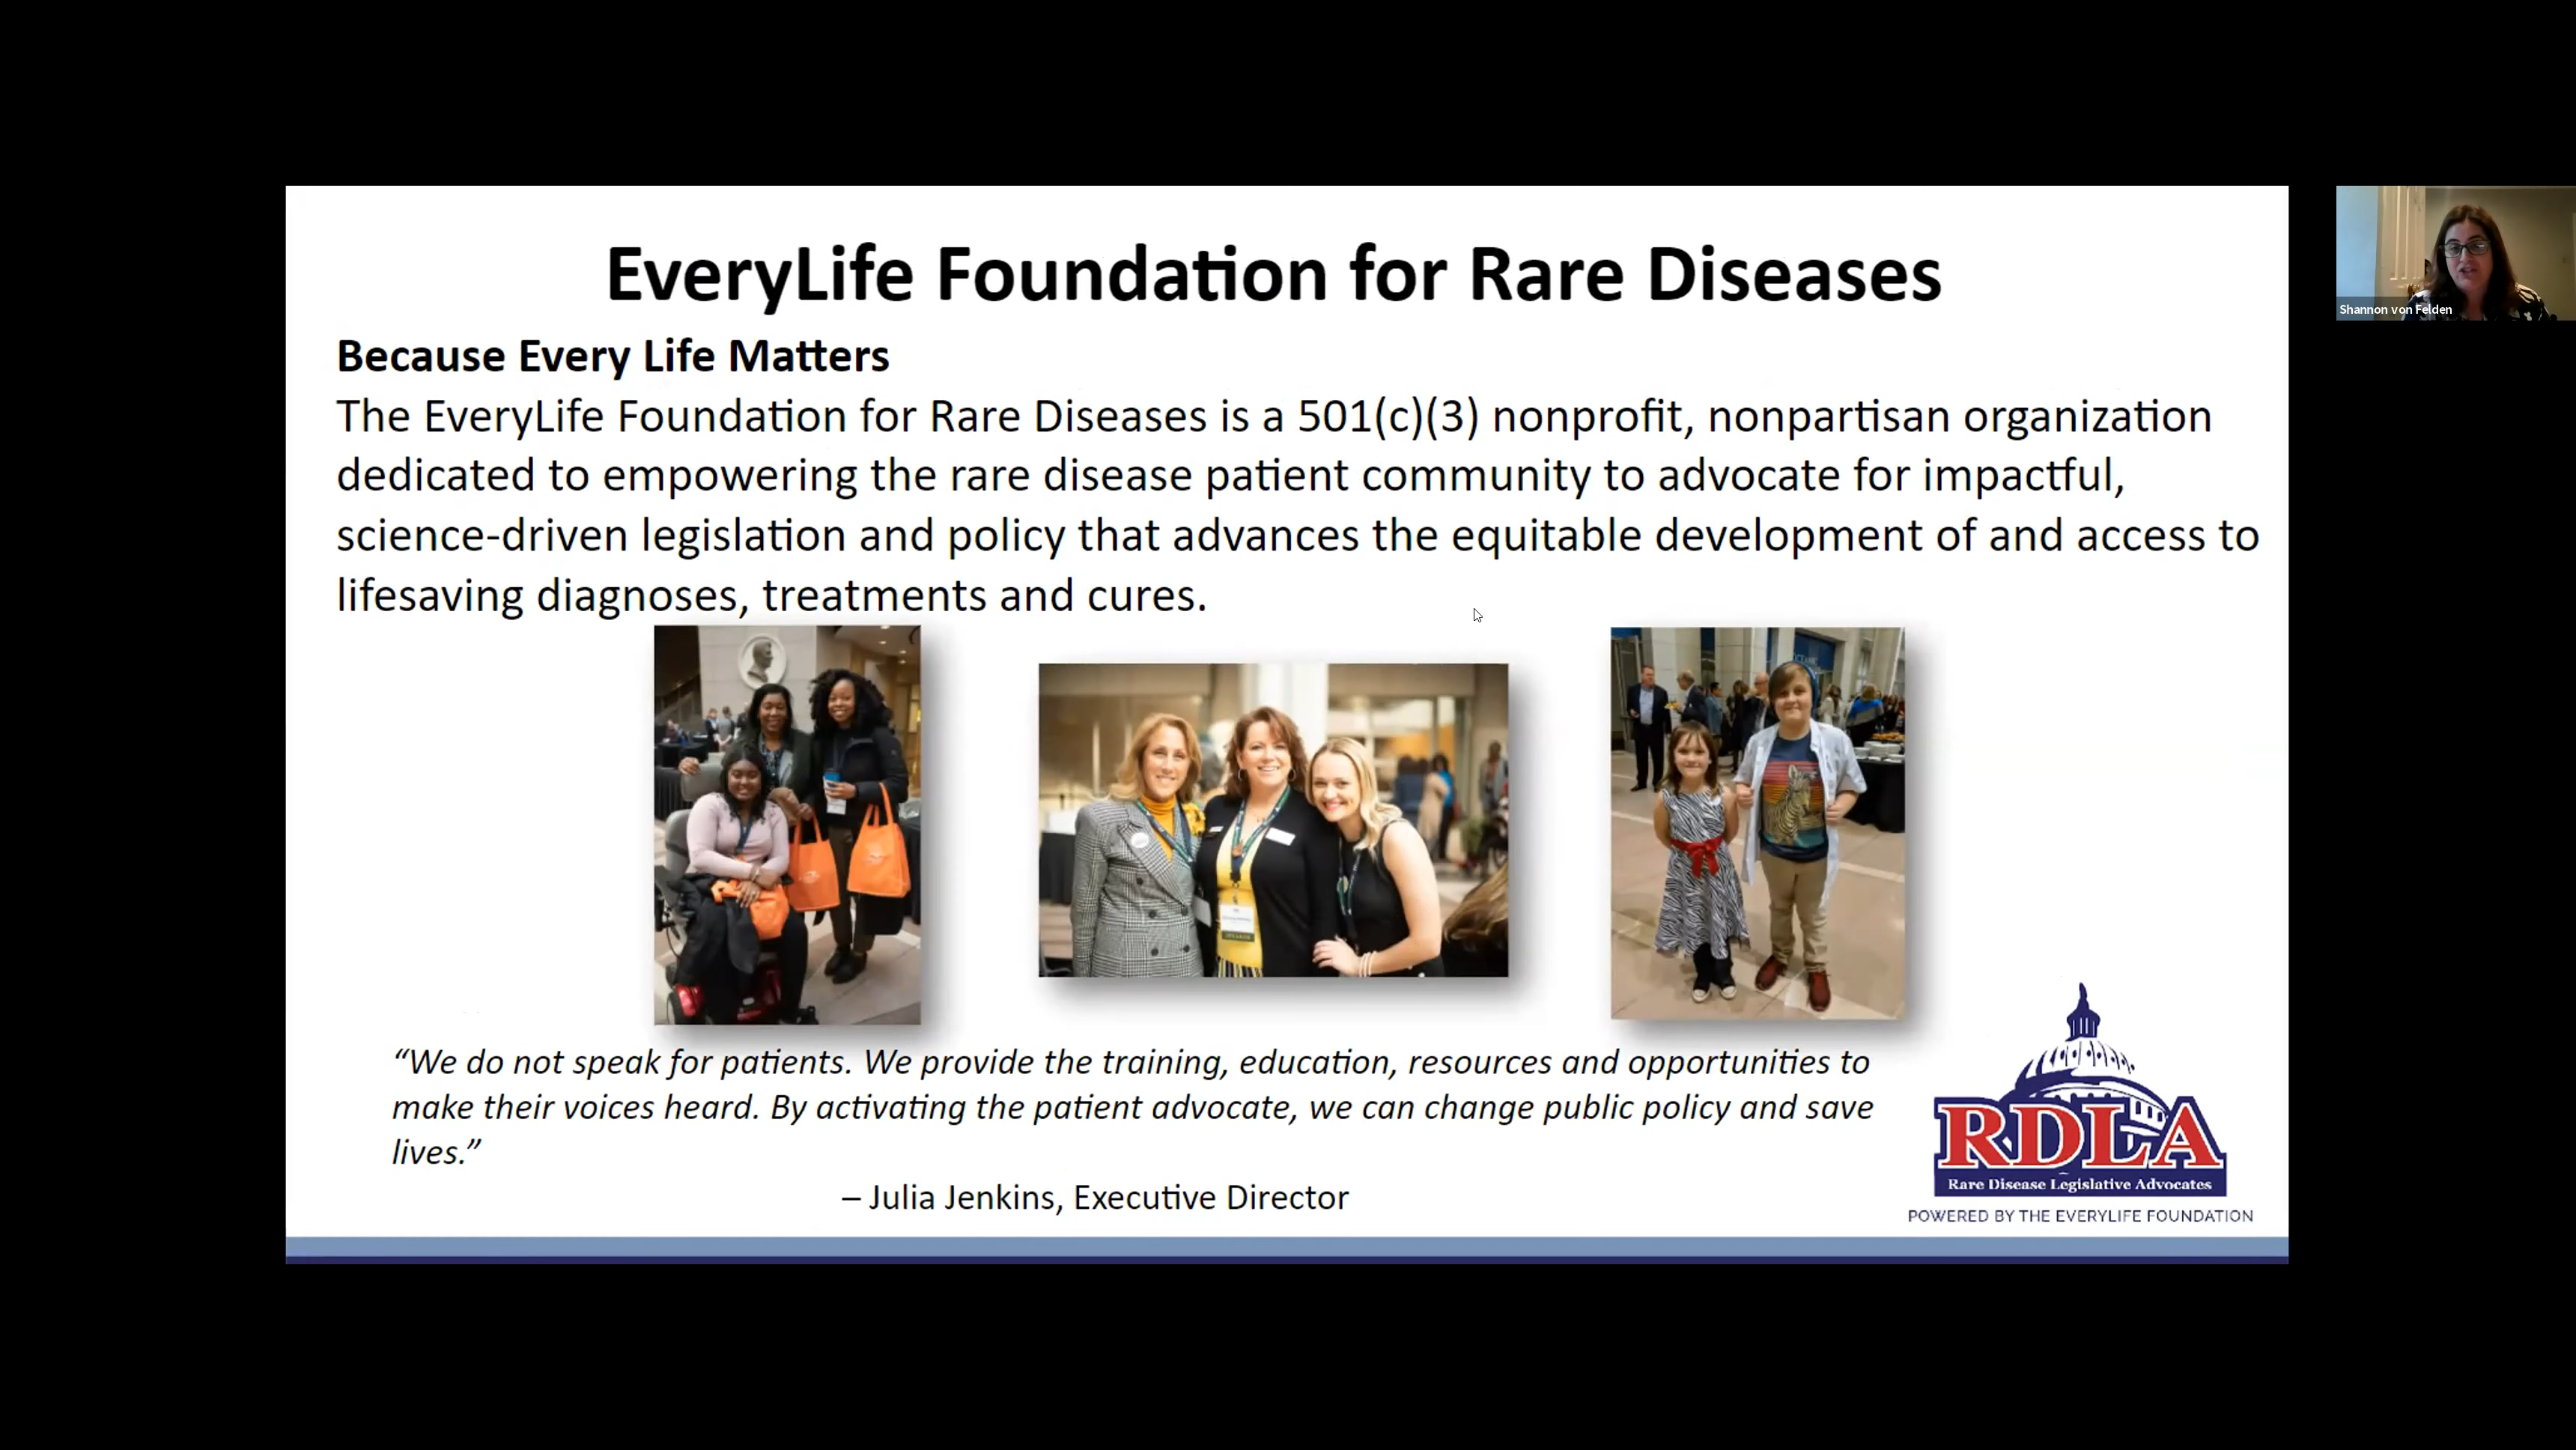 EveryLife Foundation for Rare Diseases
Shannon von Felden
Because Every Life Matters
The EveryLife Foundation for Rare Diseases is a 501(c)(3) nonprofit, nonpartisan organization
dedicated to empowering the rare disease patient community to advocate for impactful,
science-driven legislation and policy that advances the equitable development of and access to
lifesaving diagnoses, treatments and cures.
“We do not speak for patients. We provide the training, education, resources and opportunities to
make their voices heard. By activating the patient advocate, we can change public policy and save
lives.”
– Julia Jenkins, Executive Director
RDLA
Rare Disease Legislative Advocates
POWERED BY THE EVERYLIFE FOUNDATION